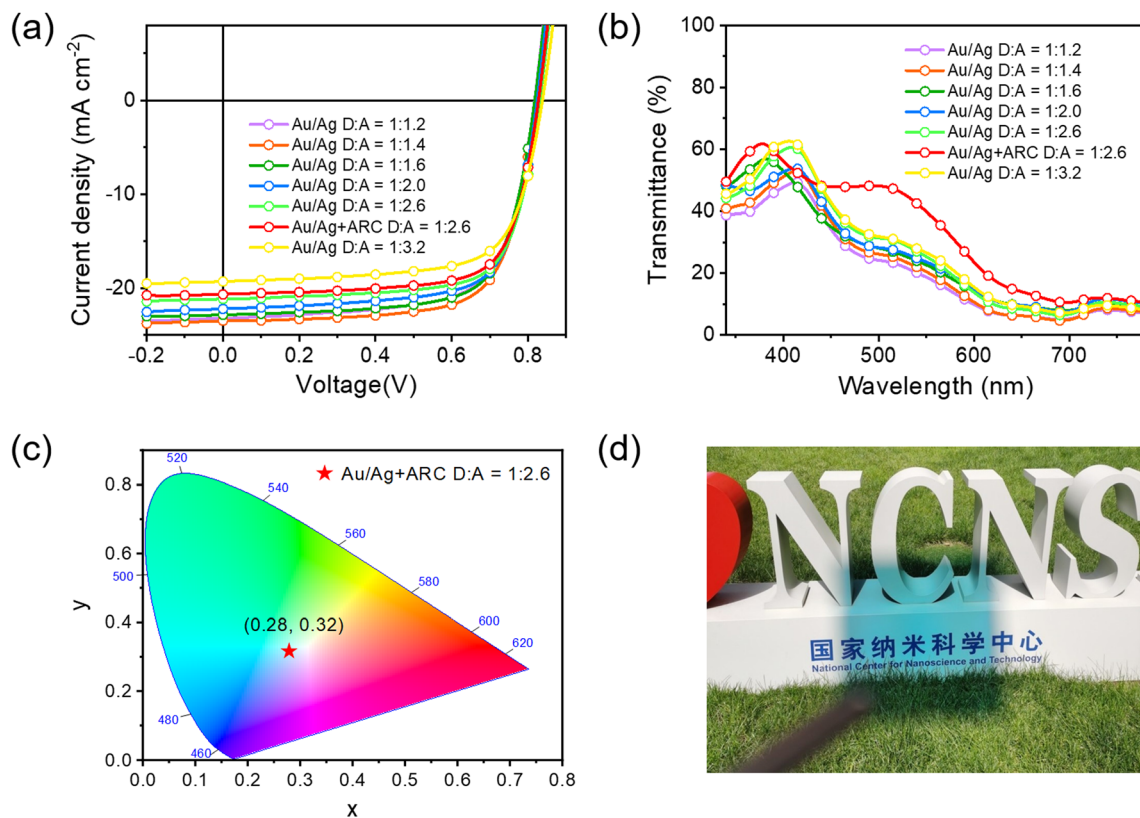 (a)
Current density (mA cm⁻²)
0
-10
-20
-0.2
0.0
0.2
0.4
0.6
0.8
Voltage(V)
Au/Ag D:A = 1:1.2
Au/Ag D:A = 1:1.4
Au/Ag D:A = 1:1.6
Au/Ag D:A = 1:2.0
Au/Ag D:A = 1:2.6
Au/Ag+ARC D:A = 1:2.6
Au/Ag D:A = 1:3.2
(b)
Transmittance (%)
100
80
60
40
20
0
400
500
600
700
Wavelength (nm)
Au/Ag D:A = 1:1.2
Au/Ag D:A = 1:1.4
Au/Ag D:A = 1:1.6
Au/Ag D:A = 1:2.0
Au/Ag D:A = 1:2.6
Au/Ag+ARC D:A = 1:2.6
Au/Ag D:A = 1:3.2
(c)
y
0.8
0.6
0.4
0.2
0.0
0.0
0.1
0.2
0.3
0.4
0.5
0.6
0.7
0.8
x
Au/Ag+ARC D:A = 1:2.6
520
540
560
580
600
620
500
480
460
(0.28, 0.32)
(d)
NCNS
国家纳米科学中心
National Center for Nanoscience and Technology